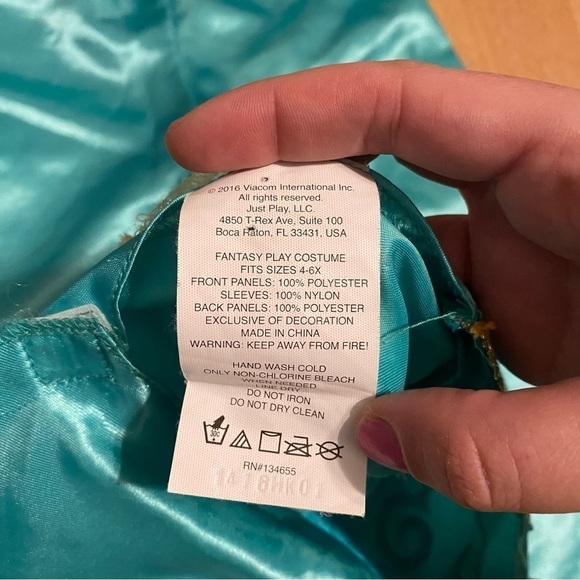 © 2016 Viacom International Inc.
All rights reserved.
Just Play, LLC.
4850 T-Rex Ave, Suite 100
Boca Raton, FL 33431, USA
FANTASY PLAY COSTUME
FITS SIZES 4-6X
FRONT PANELS: 100% POLYESTER
SLEEVES: 100% NYLON
BACK PANELS: 100% POLYESTER
EXCLUSIVE OF DECORATION
MADE IN CHINA
WARNING: KEEP AWAY FROM FIRE!
HAND WASH COLD
ONLY NON-CHLORINE BLEACH
WHEN NEEDED
LINE DRY
DO NOT IRON
DO NOT DRY CLEAN
RN#134655
1418HK01